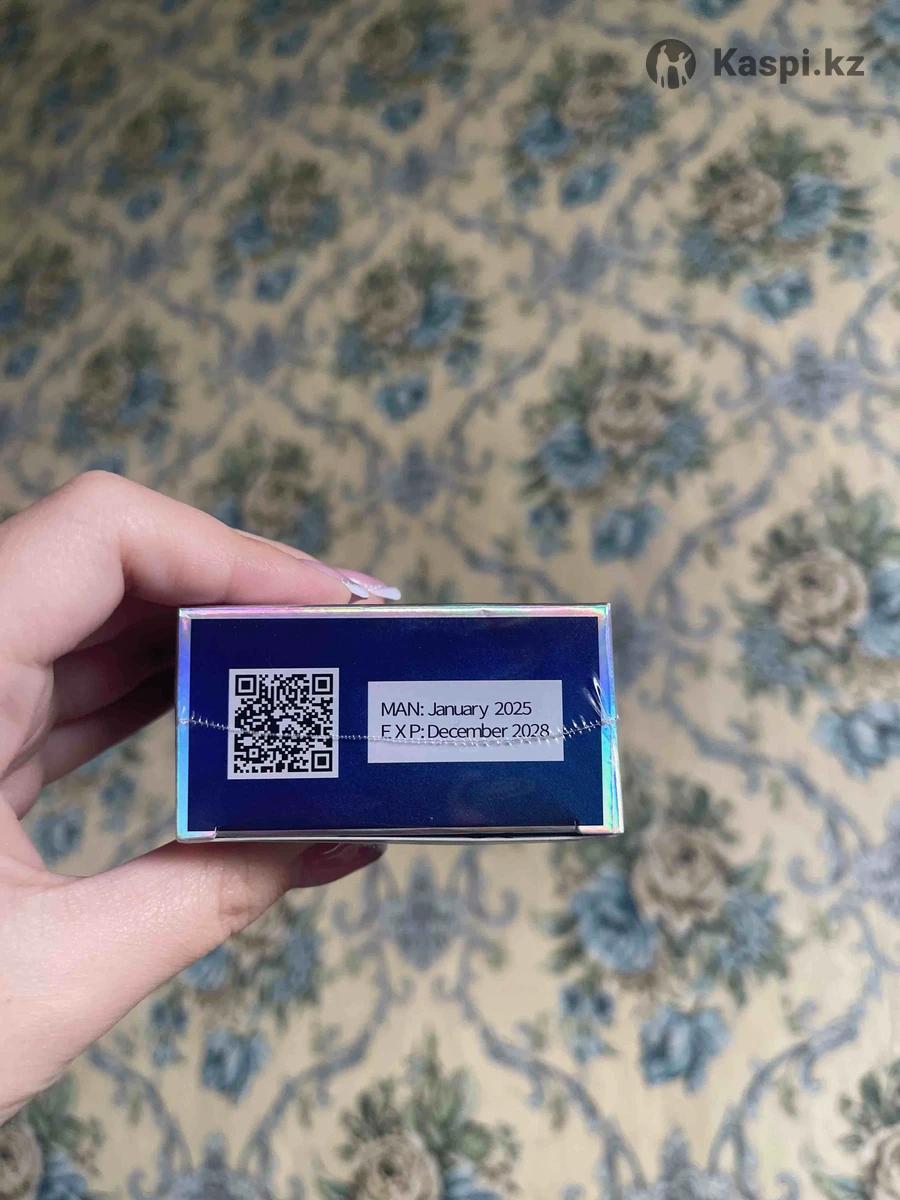 Kaspi.kz
MAN: January 2025
EXP: December 2028